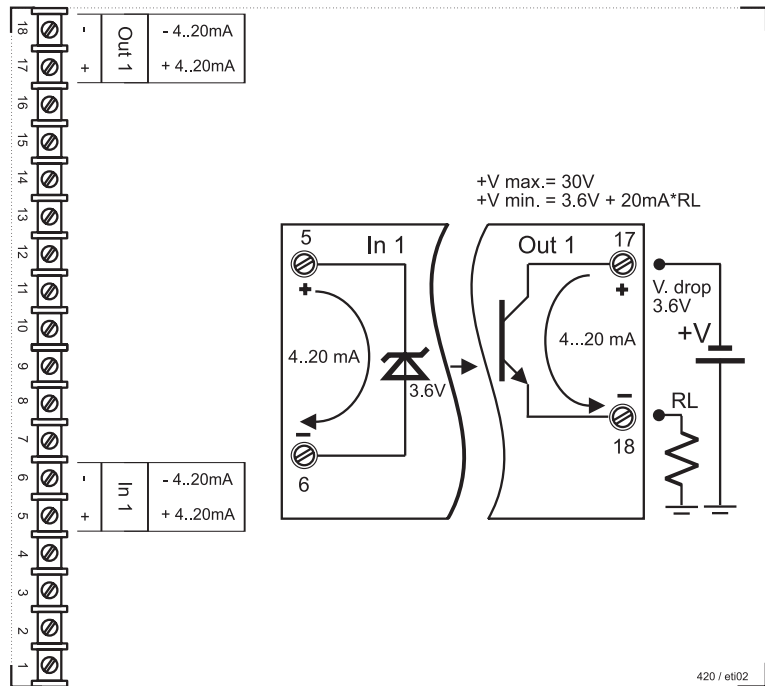 18 - Out 1 - 4..20mA
17 + + 4..20mA
16
15
14
13
12
11
10
9
8
7
6 - In 1 - 4..20mA
5 + + 4..20mA
4
3
2
1
+V max.= 30V
+V min. = 3.6V + 20mA*RL
5 In 1
+
4..20 mA
3.6V
-
6
Out 1 17
+
4...20 mA
-
18
V. drop
3.6V
+V
RL
420 / eti02